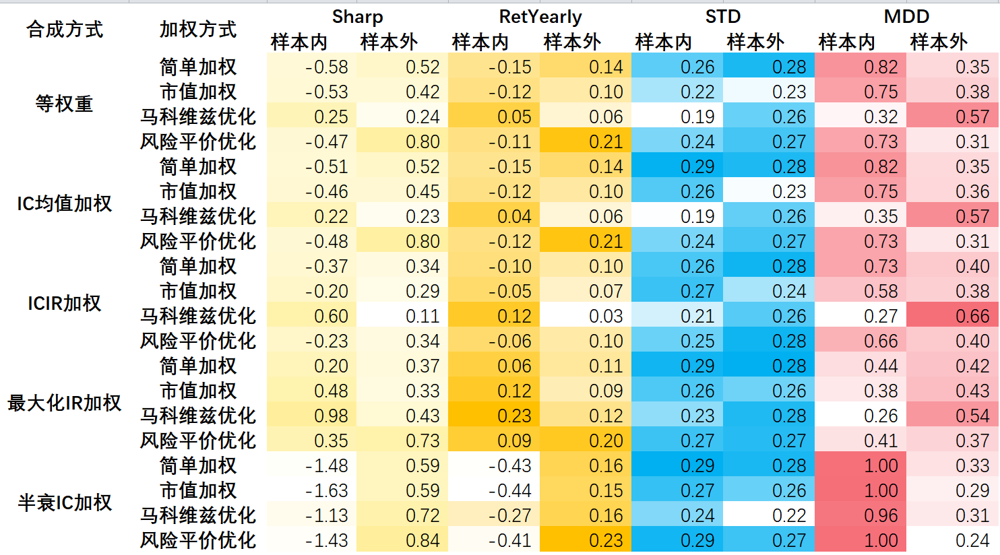 合成方式 加权方式 Sharp RetYearly STD MDD
样本内 样本外 样本内 样本外 样本内 样本外 样本内 样本外
等权重 简单加权 -0.58 0.52 -0.15 0.14 0.26 0.28 0.82 0.35
市值加权 -0.53 0.42 -0.12 0.10 0.22 0.23 0.75 0.38
马科维兹优化 0.25 0.24 0.05 0.06 0.19 0.26 0.32 0.57
风险平价优化 -0.47 0.80 -0.11 0.21 0.24 0.27 0.73 0.31
IC均值加权 简单加权 -0.51 0.52 -0.15 0.14 0.29 0.28 0.82 0.35
市值加权 -0.46 0.45 -0.12 0.10 0.26 0.23 0.75 0.36
马科维兹优化 0.22 0.23 0.04 0.06 0.19 0.26 0.35 0.57
风险平价优化 -0.48 0.80 -0.12 0.21 0.24 0.27 0.73 0.31
ICIR加权 简单加权 -0.37 0.34 -0.10 0.10 0.26 0.28 0.73 0.40
市值加权 -0.20 0.29 -0.05 0.07 0.27 0.24 0.58 0.38
马科维兹优化 0.60 0.11 0.12 0.03 0.21 0.26 0.27 0.66
风险平价优化 -0.23 0.34 -0.06 0.10 0.25 0.28 0.66 0.40
最大化IR加权 简单加权 0.20 0.37 0.06 0.11 0.29 0.28 0.44 0.42
市值加权 0.48 0.33 0.12 0.09 0.26 0.26 0.38 0.43
马科维兹优化 0.98 0.43 0.23 0.12 0.23 0.28 0.26 0.54
风险平价优化 0.35 0.73 0.09 0.20 0.27 0.27 0.41 0.37
半衰IC加权 简单加权 -1.48 0.59 -0.43 0.16 0.29 0.28 1.00 0.33
市值加权 -1.63 0.59 -0.44 0.15 0.27 0.26 1.00 0.29
马科维兹优化 -1.13 0.72 -0.27 0.16 0.24 0.22 0.96 0.31
风险平价优化 -1.43 0.84 -0.41 0.23 0.29 0.27 1.00 0.24